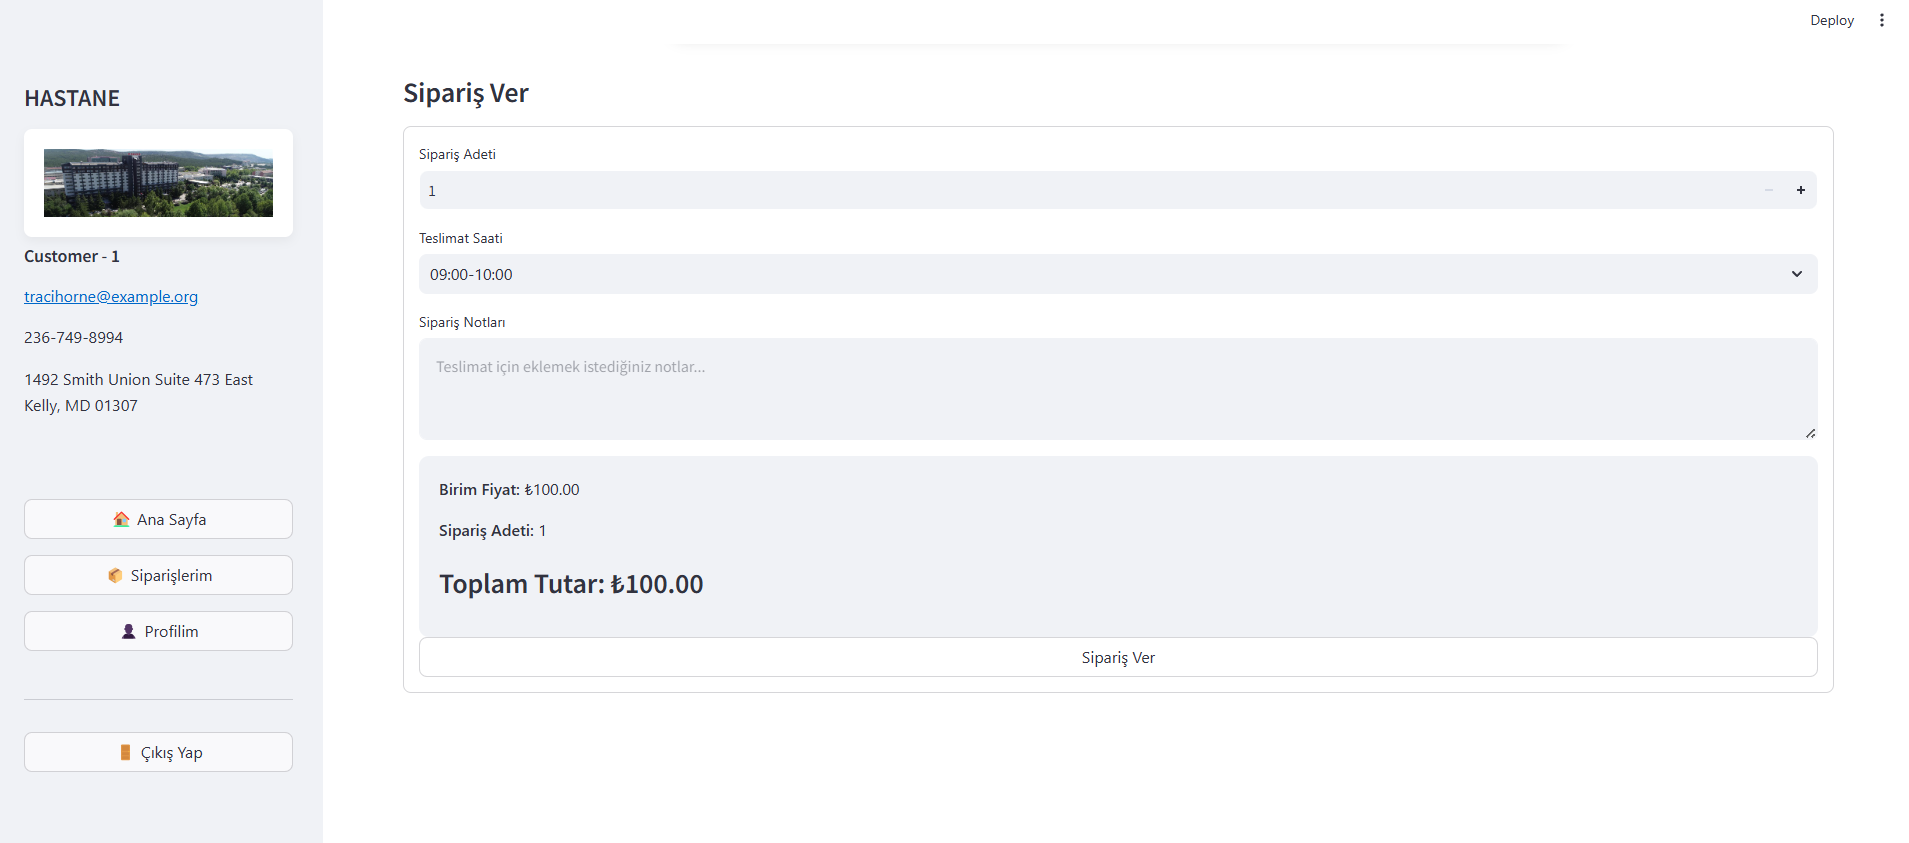 Deploy
HASTANE
Customer - 1
tracihorne@example.org
236-749-8994
1492 Smith Union Suite 473 East
Kelly, MD 01307
🏠 Ana Sayfa
📦 Siparişlerim
👤 Profilim
🚪 Çıkış Yap
Sipariş Ver
Sipariş Adeti
1
Teslimat Saati
09:00-10:00
Sipariş Notları
Teslimat için eklemek istediğiniz notlar...
Birim Fiyat: ₺100.00
Sipariş Adeti: 1
Toplam Tutar: ₺100.00
Sipariş Ver